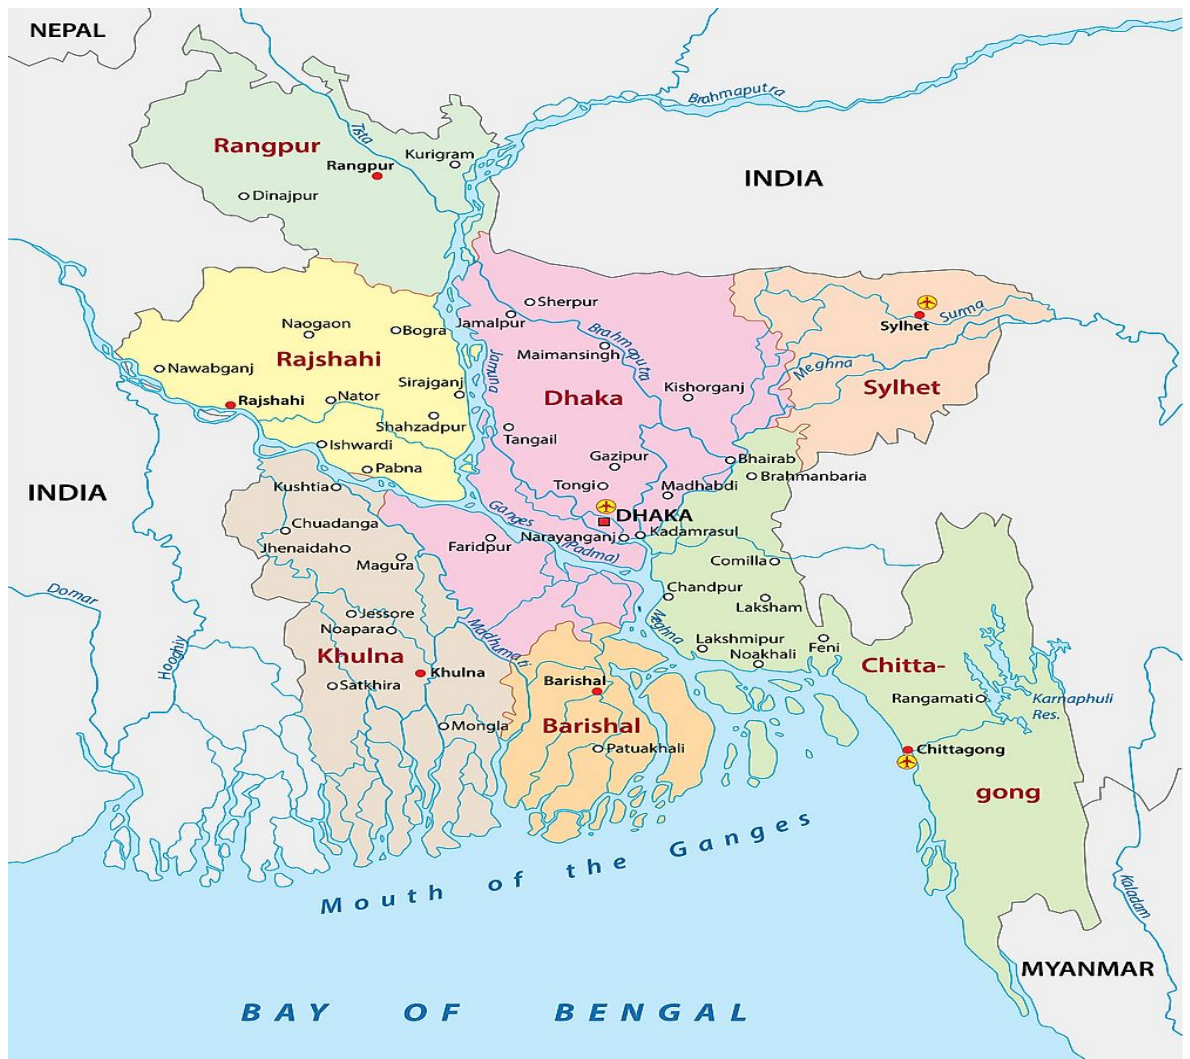 NEPAL
Brahmaputra
Tista
Rangpur
Kurigram
Rangpur
INDIA
Dinajpur
Sherpur
Jamalpur
Surma
Sylhet
Naogaon
Bogra
Brahmaputra
Maimansingh
Jamuna
Rajshahi
Nawabganj
Meghna
Sirajganj
Kishorganj
Sylhet
Rajshahi
Nator
Dhaka
Shahzadpur
Tangail
Ishwardi
Gazipur
Bhairab
Pabna
Brahmanbaria
INDIA
Kushtia
Tongi
Madhabdi
Ganges
(Padma)
DHAKA
Chuadanga
Narayanganj
Kadamrasul
Jhenaidah
Faridpur
Magura
Comilla
Domar
Chandpur
Laksham
Jessore
Meghna
Noapara
Madhumati
Lakshmipur
Feni
Hooghly
Khulna
Noakhali
Chitta-
Khulna
Barishal
Satkhira
Rangamati
Karnaphuli
Res.
Mongla
Barishal
Patuakhali
Chittagong
gong
Mouth of the Ganges
Kaladam
MYANMAR
BAY OF BENGAL